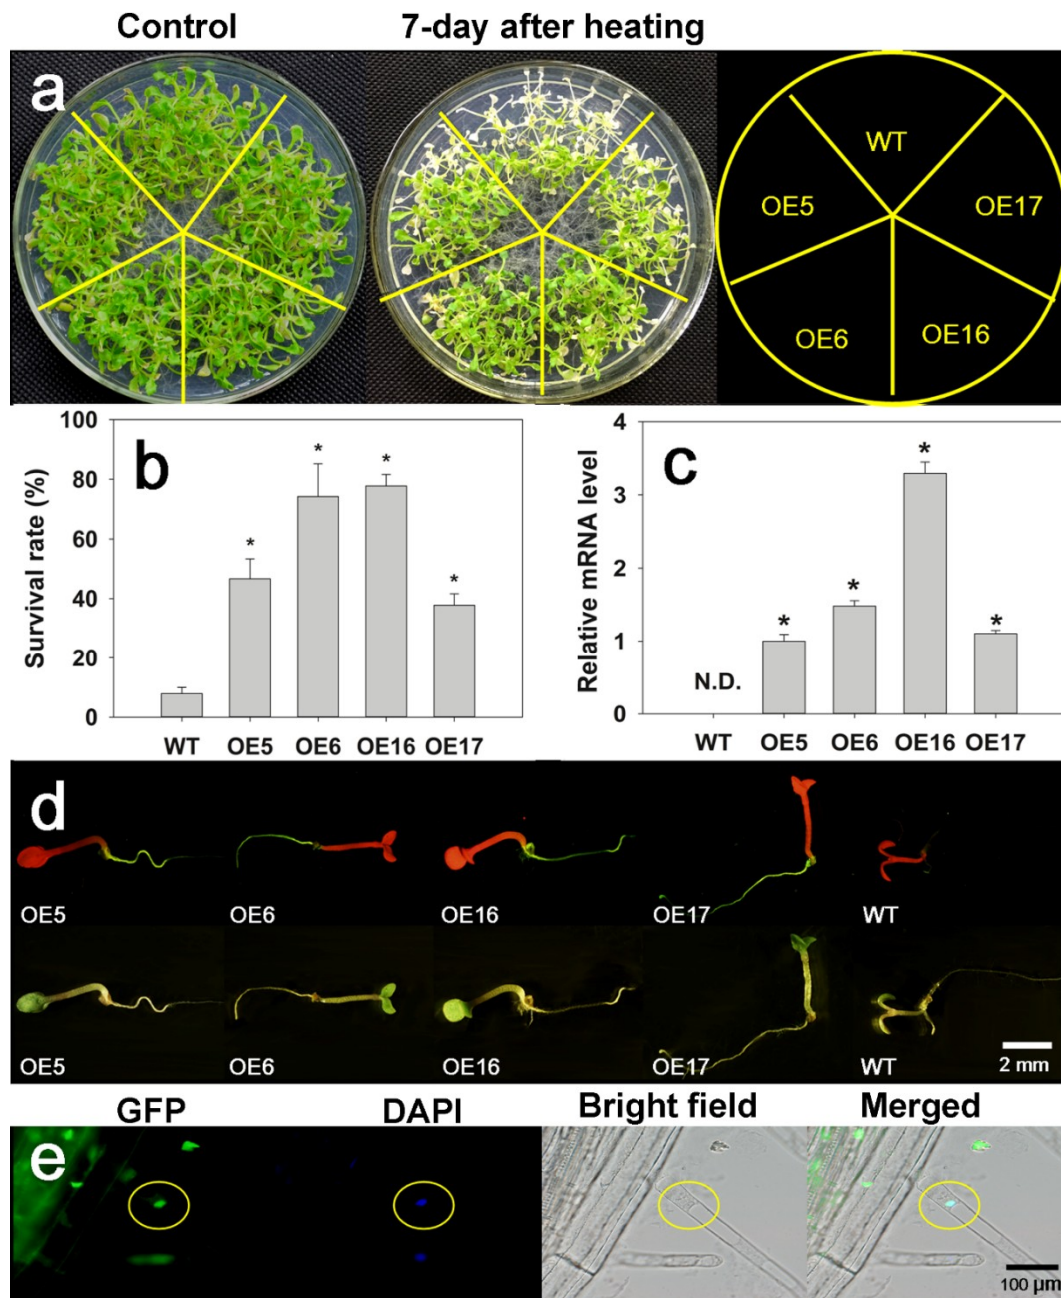 Control
7-day after heating
a
WT
OE5
OE17
OE6
OE16
b
Survival rate (%)
100
80
60
40
20
0
*
*
*
*
WT OE5 OE6 OE16 OE17
c
Relative mRNA level
4
3
2
1
0
N.D.
*
*
*
*
WT OE5 OE6 OE16 OE17
d
OE5 OE6 OE16 OE17 WT
OE5 OE6 OE16 OE17 WT
2 mm
GFP DAPI Bright field Merged
e
100 µm